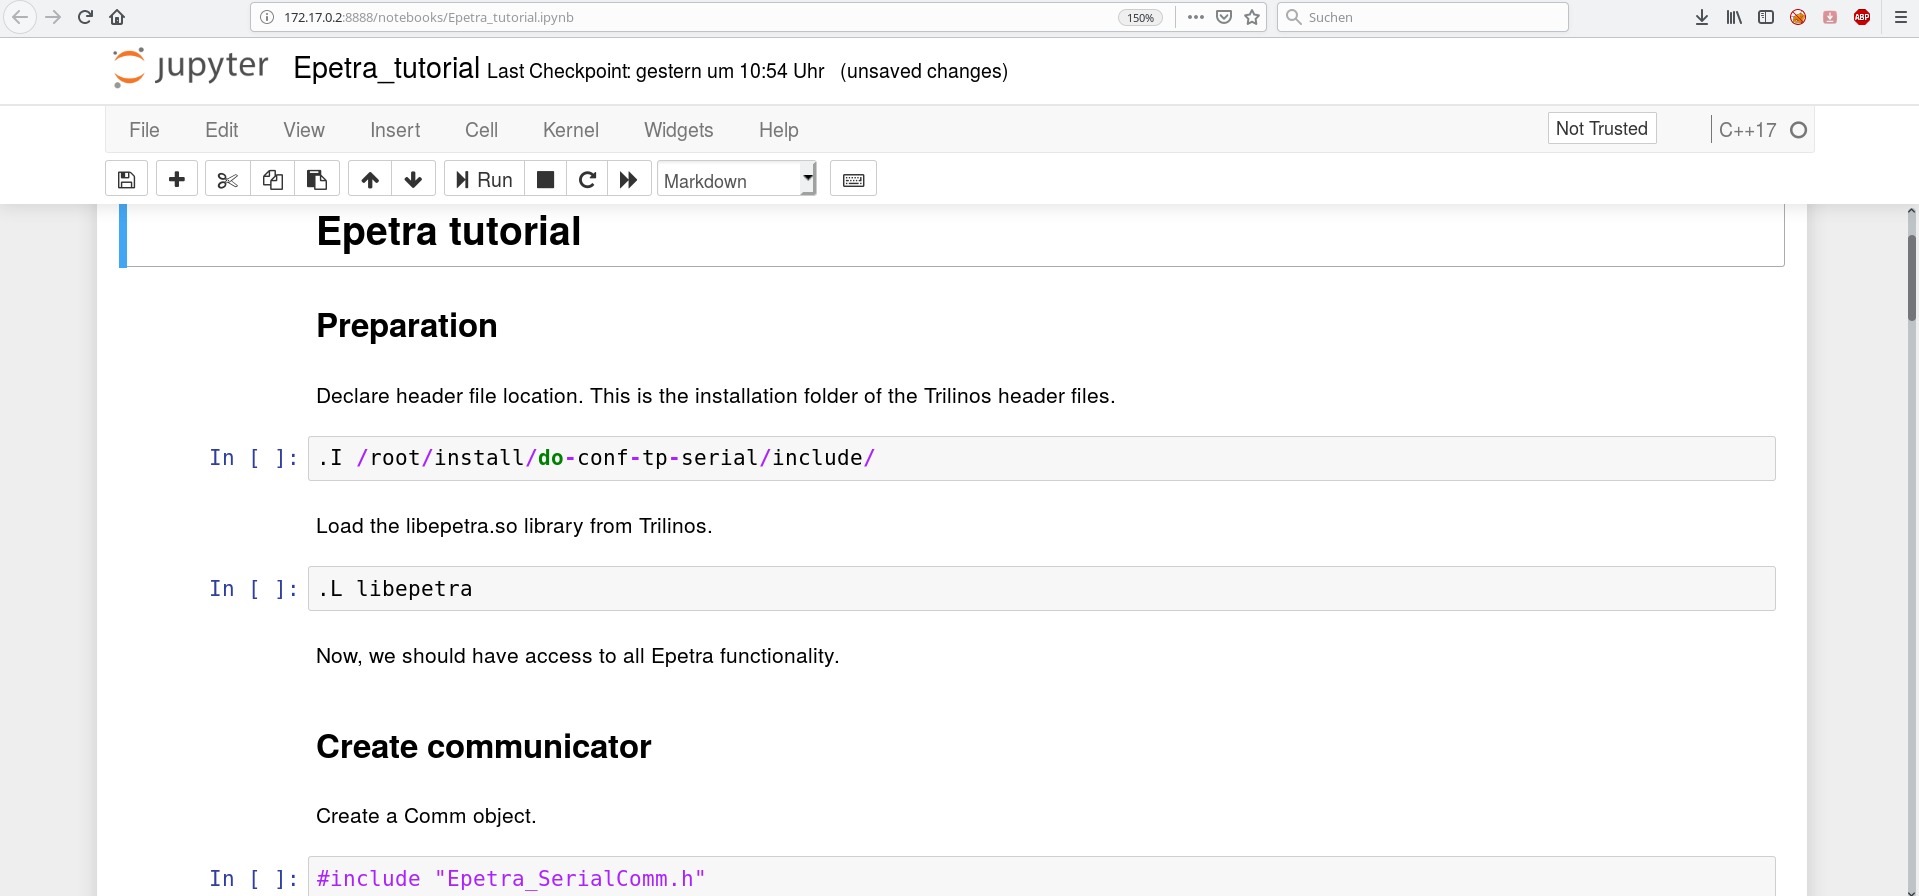 172.17.0.2:8888/notebooks/Epetra_tutorial.ipynb 150% Suchen ABP
jupyter Epetra_tutorial Last Checkpoint: gestern um 10:54 Uhr (unsaved changes)
File Edit View Insert Cell Kernel Widgets Help Not Trusted C++17
Run Markdown
Epetra tutorial
Preparation
Declare header file location. This is the installation folder of the Trilinos header files.
In [ ]: .I /root/install/do-conf-tp-serial/include/
Load the libepetra.so library from Trilinos.
In [ ]: .L libepetra
Now, we should have access to all Epetra functionality.
Create communicator
Create a Comm object.
In [ ]: #include "Epetra_SerialComm.h"